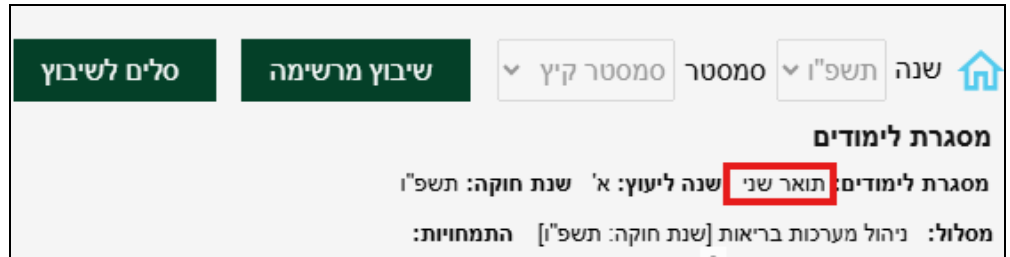 שנה תשפ"ו סמסטר סמסטר קיץ שיבוץ מרשימה סלים לשיבוץ
מסגרת לימודים
מסגרת לימודים: תואר שני שנה ליעוץ: א' שנת חוקה: תשפ"ו
מסלול: ניהול מערכות בריאות [שנת חוקה: תשפ"ו] התמחויות: